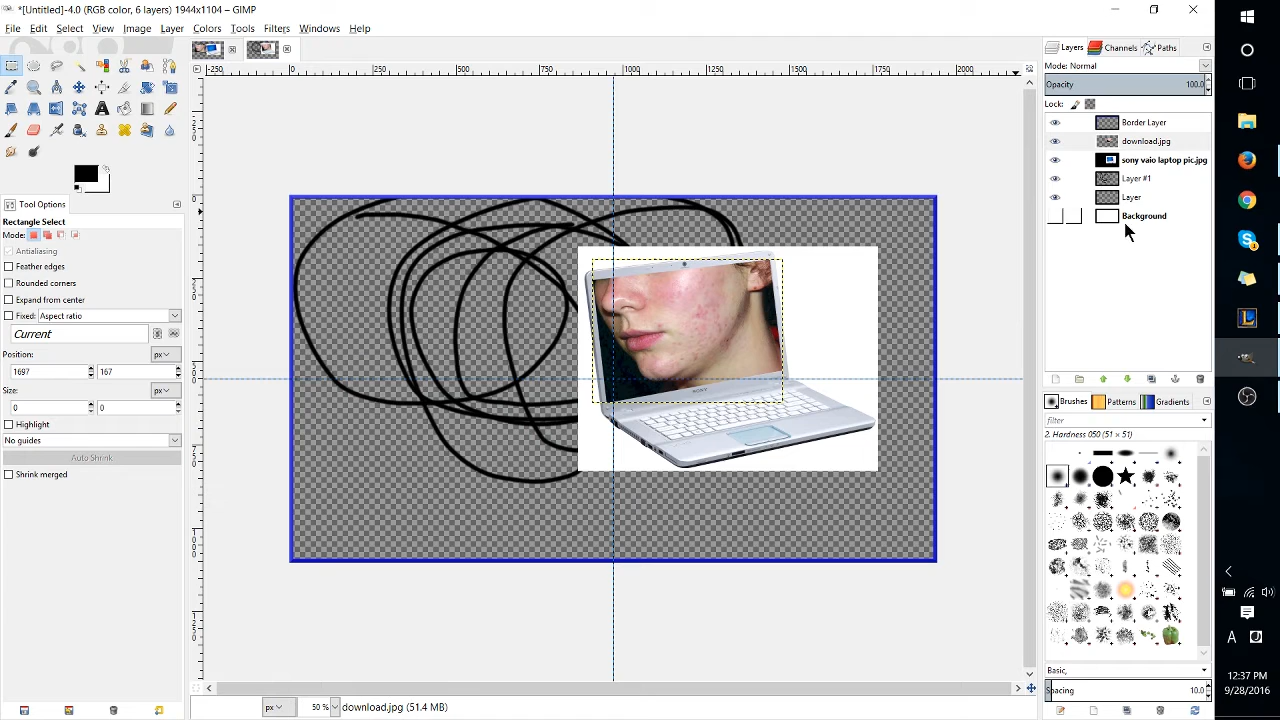 *[Untitled]-4.0 (RGB color, 6 layers) 1944x1104 – GIMP
File Edit Select View Image Layer Colors Tools Filters Windows Help
-250 0 250 500 750 1000 1250 1500 1750 2000
Layers Channels Paths
Mode: Normal
Opacity 100.0
Lock:
Border Layer
download.jpg
sony vaio laptop pic.jpg
Layer #1
Layer
Background
Tool Options
Rectangle Select
Mode:
Antialiasing
Feather edges
Rounded corners
Expand from center
Fixed: Aspect ratio
Current
Position: px
1697 167
Size: px
0 0
Highlight
No guides
Auto Shrink
Shrink merged
SONY
Brushes Patterns Gradients
filter
2. Hardness 050 (51 × 51)
Basic,
Spacing 10.0
px 50 % download.jpg (51.4 MB)
A
12:37 PM
9/28/2016